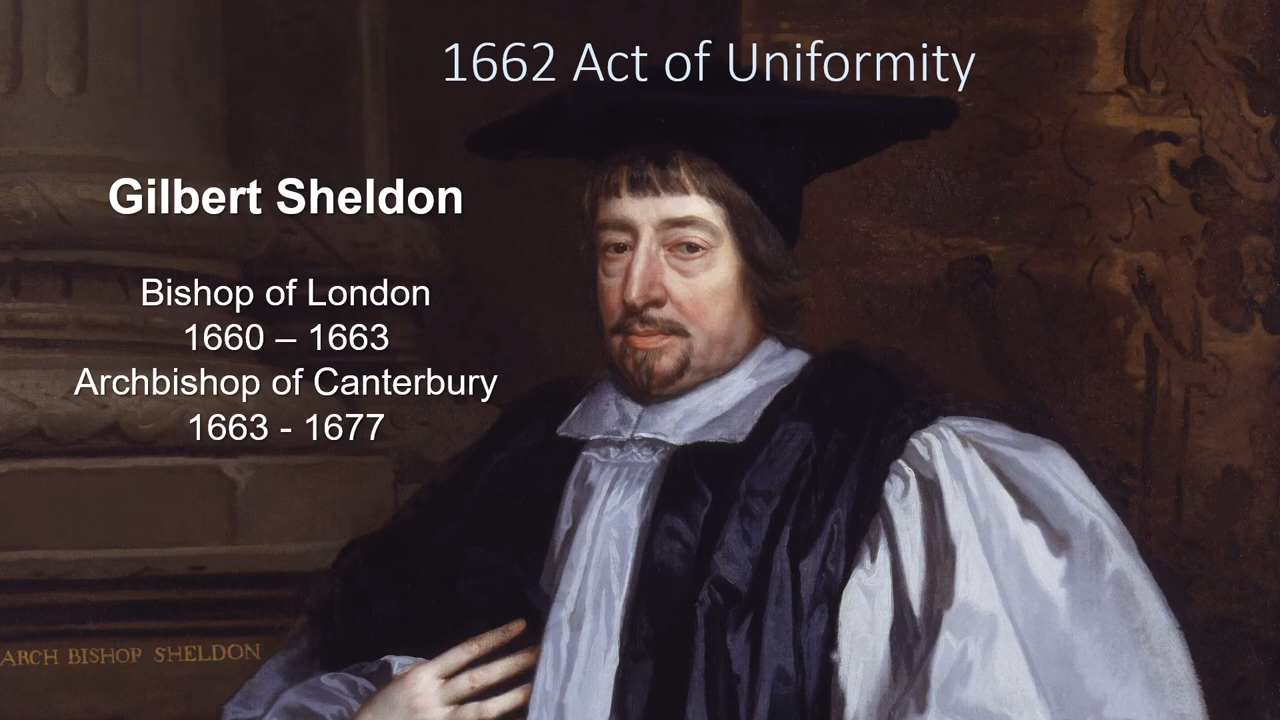 1662 Act of Uniformity
Gilbert Sheldon
Bishop of London
1660 – 1663
Archbishop of Canterbury
1663 - 1677
ARCH BISHOP SHELDON